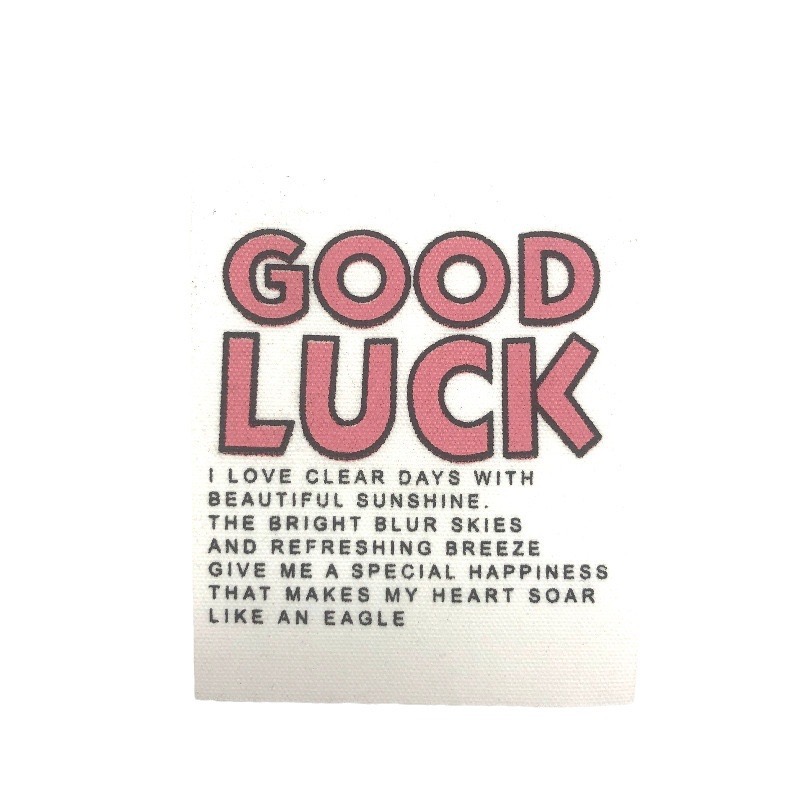 GOOD
LUCK
I LOVE CLEAR DAYS WITH
BEAUTIFUL SUNSHINE.
THE BRIGHT BLUR SKIES
AND REFRESHING BREEZE
GIVE ME A SPECIAL HAPPINESS
THAT MAKES MY HEART SOAR
LIKE AN EAGLE